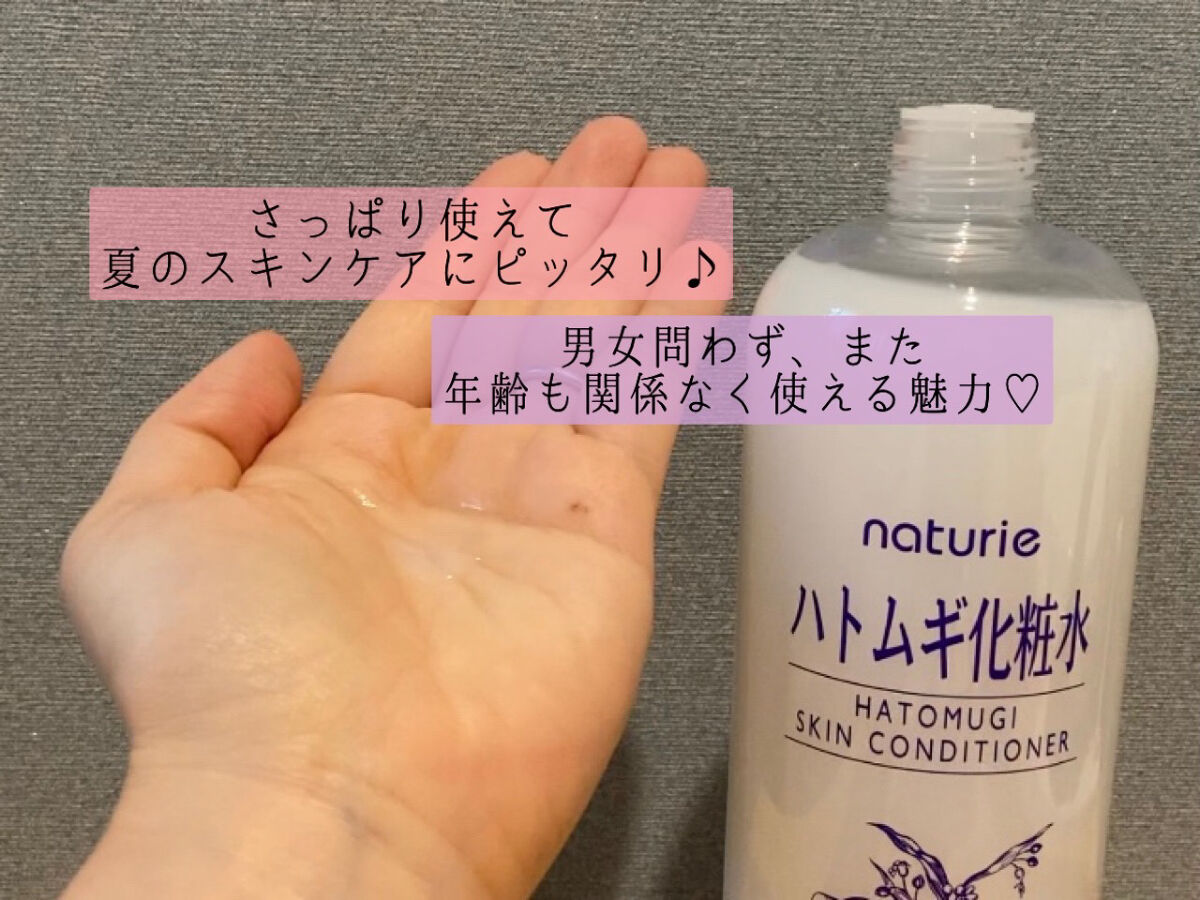 さっぱり使えて
夏のスキンケアにピッタリ♪
男女問わず、また
年齢も関係なく使える魅力♡
naturie
ハトムギ化粧水
HATOMUGI
SKIN CONDITIONER